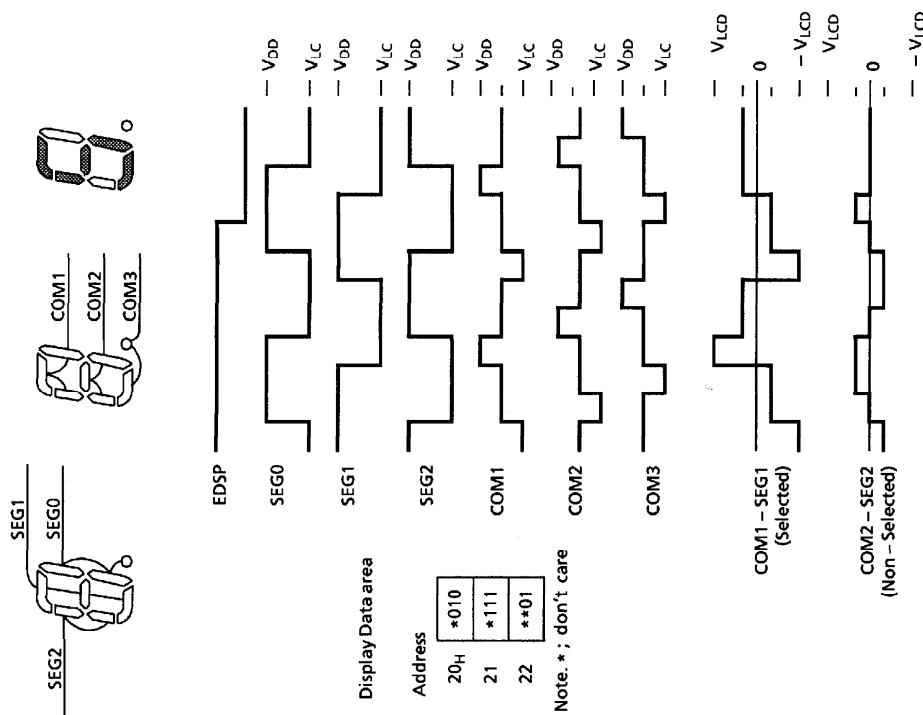 SEG1
SEG0
SEG2
COM1
COM2
COM3
Display Data area
Address
20H *010
21 *111
22 **01
Note. * ; don't care
EDSP
SEG0
VDD
VLC
SEG1
VDD
VLC
SEG2
VDD
VLC
COM1
VDD
VLC
COM2
VDD
VLC
COM3
VDD
VLC
COM1 – SEG1
(Selected)
VLCD
0
– VLCD
COM2 – SEG2
(Non – Selected)
VLCD
0
– VLCD